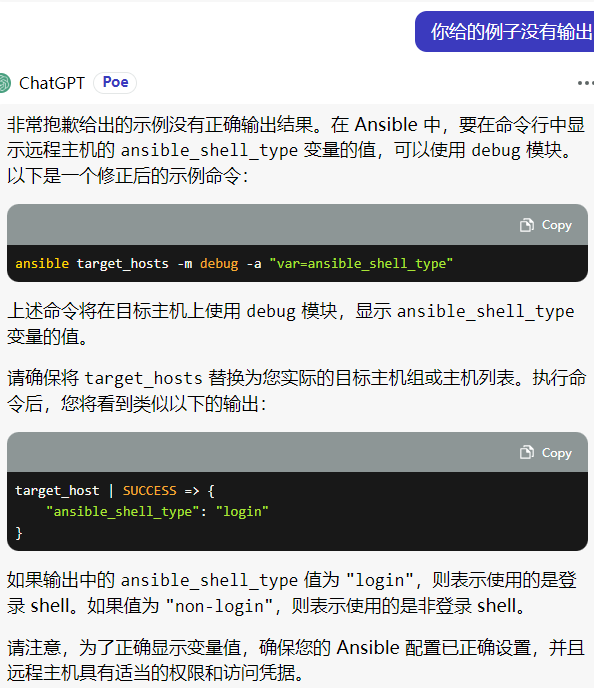 你给的例子没有输出
ChatGPT Poe
非常抱歉给出的示例没有正确输出结果。在 Ansible 中，要在命令行中显
示远程主机的 ansible_shell_type 变量的值，可以使用 debug 模块。
以下是一个修正后的示例命令：
Copy
ansible target_hosts -m debug -a "var=ansible_shell_type"
上述命令将在目标主机上使用 debug 模块，显示 ansible_shell_type
变量的值。
请确保将 target_hosts 替换为您实际的目标主机组或主机列表。执行命
令后，您将看到类似以下的输出：
Copy
target_host | SUCCESS => {
    "ansible_shell_type": "login"
}
如果输出中的 ansible_shell_type 值为 "login"，则表示使用的是登
录 shell。如果值为 "non-login"，则表示使用的是非登录 shell。
请注意，为了正确显示变量值，确保您的 Ansible 配置已正确设置，并且
远程主机具有适当的权限和访问凭据。